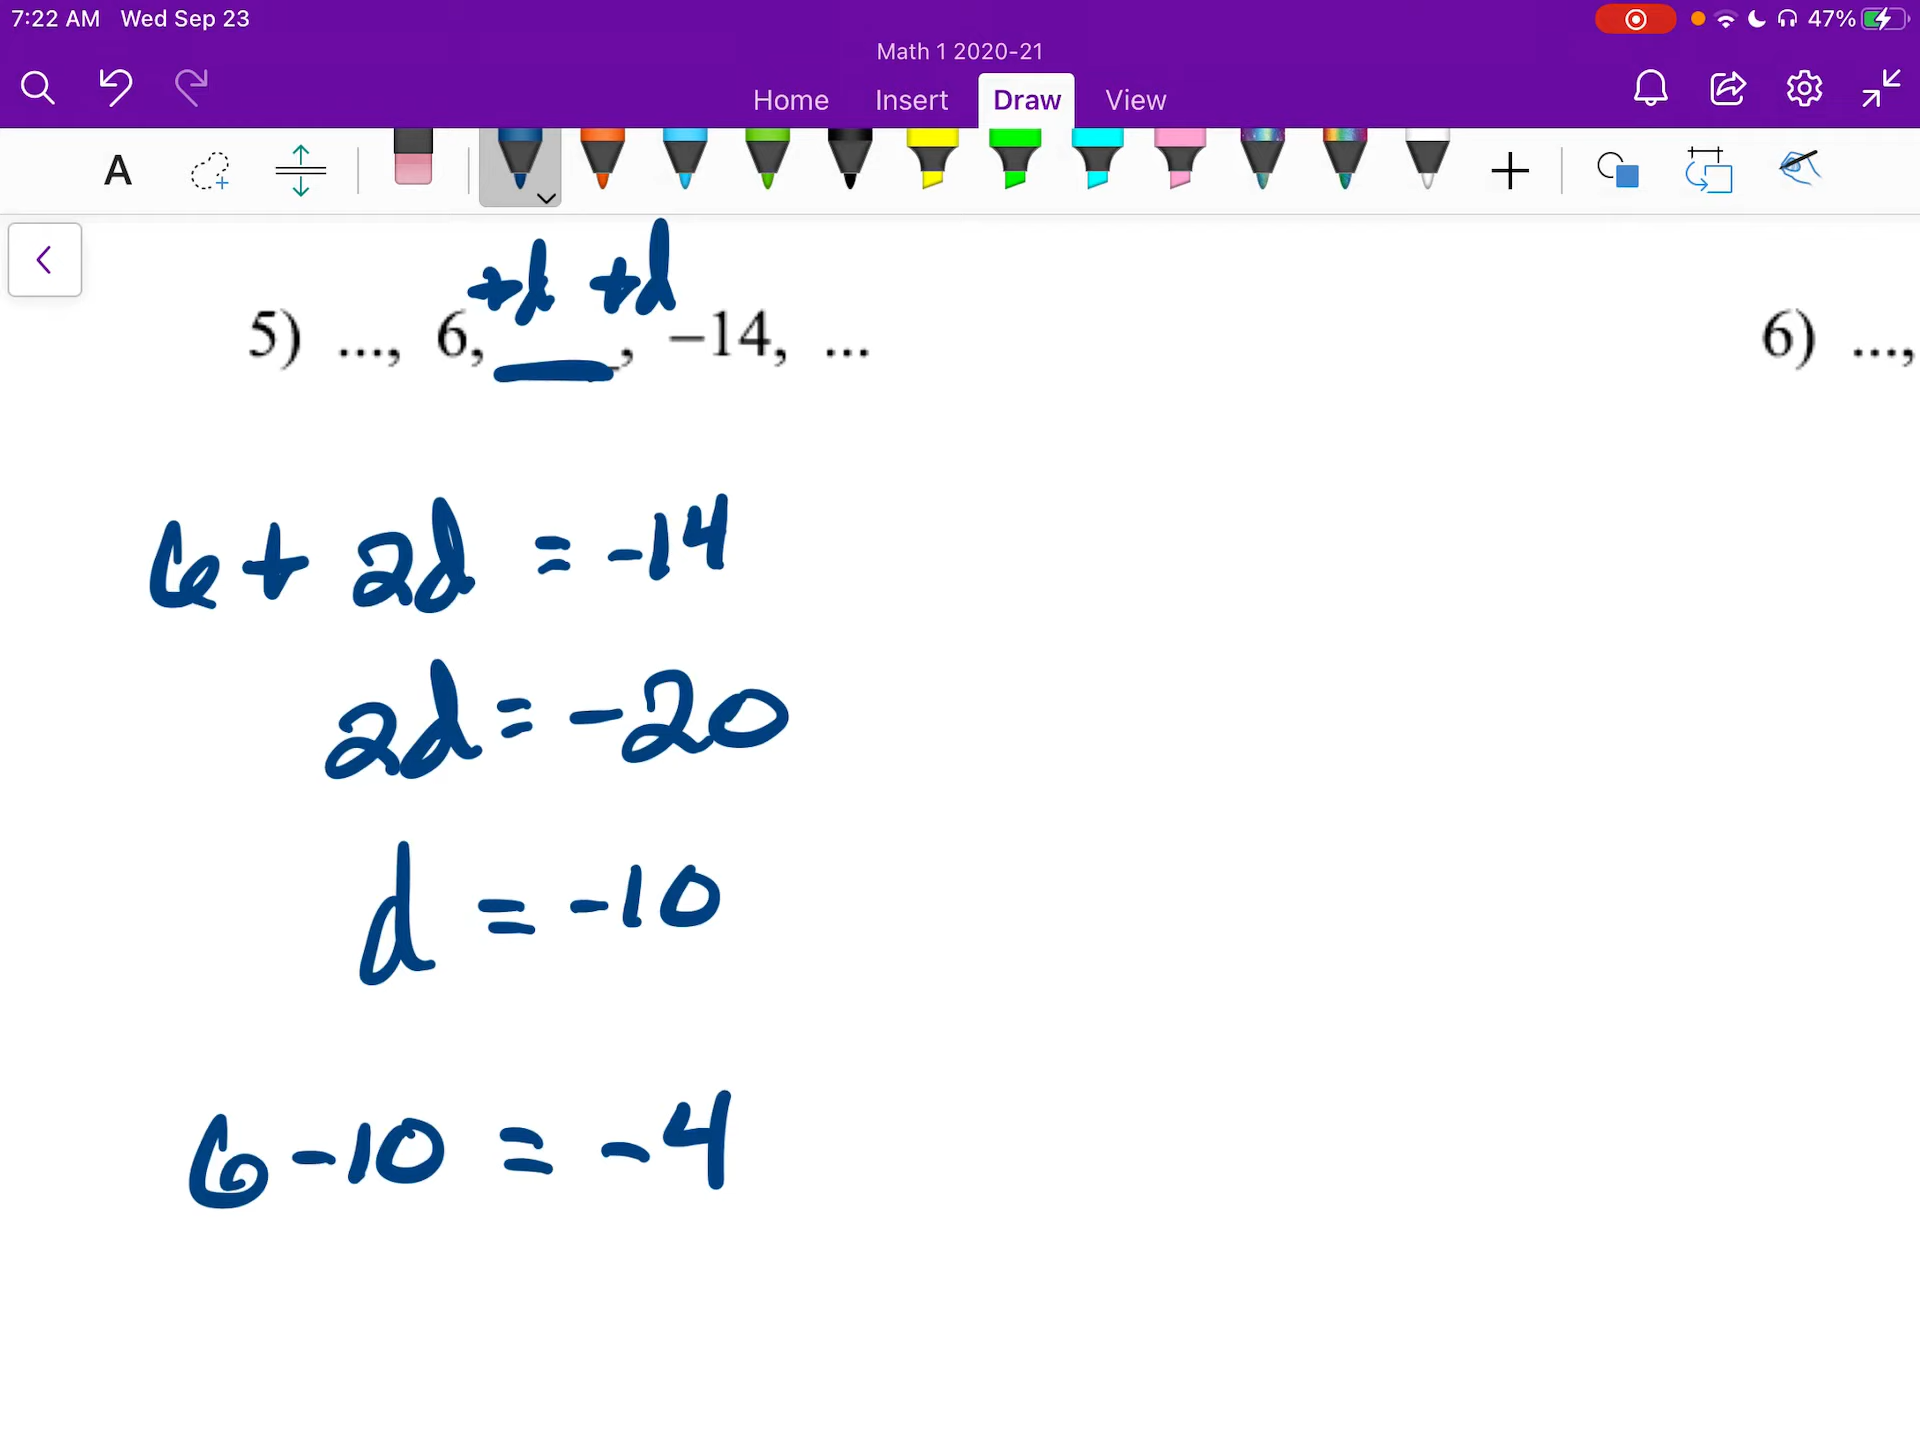 7:22 AM Wed Sep 23
47%
Math 1 2020-21
Home Insert Draw View
A
+d +d
5) ..., 6, ___, –14, ...
6) ...,
6 + 2d = -14
2d = -20
d = -10
6 - 10 = -4